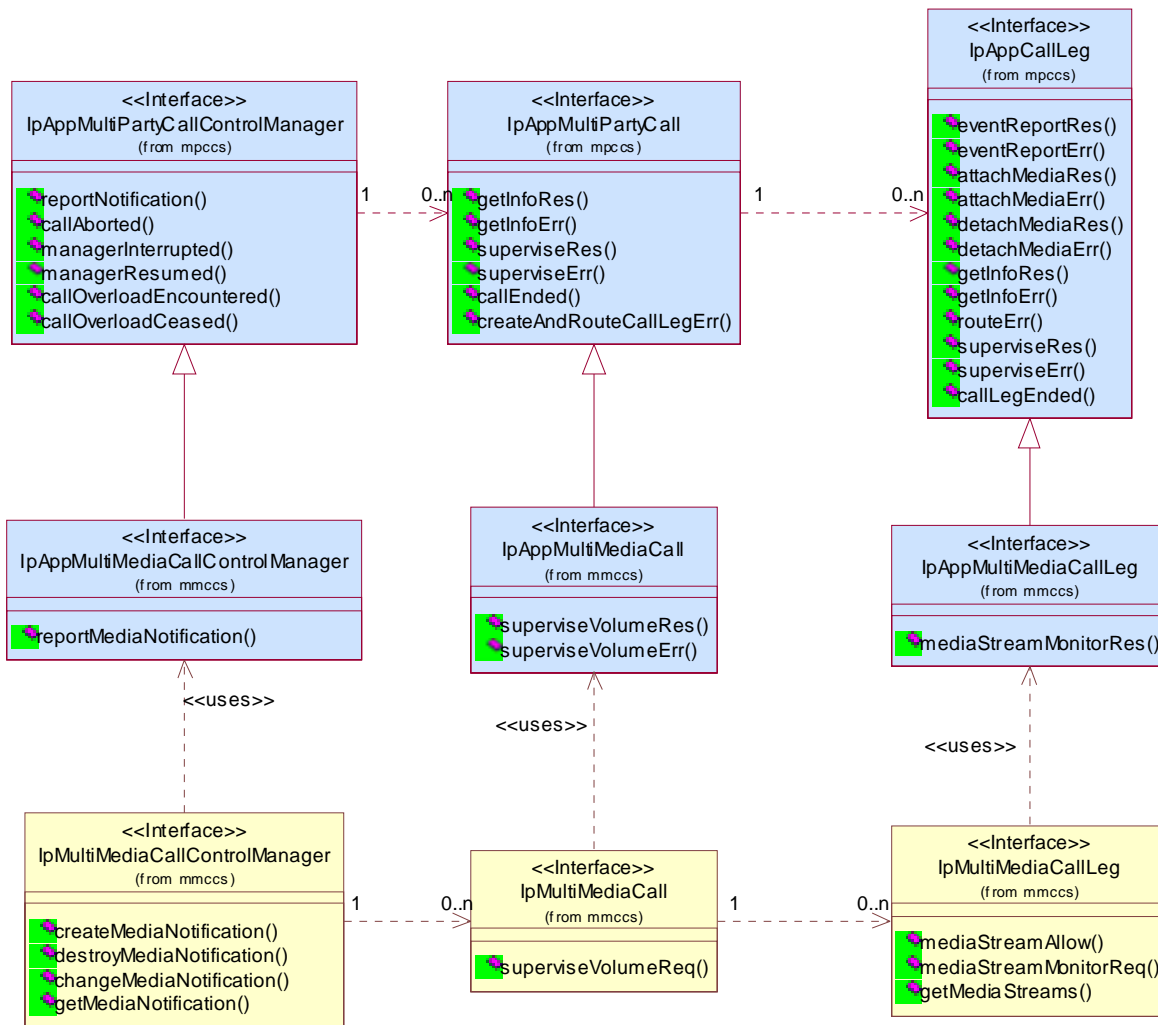 <<Interface>>
IpAppMultiPartyCallControlManager
(from mpccs)
reportNotification()
callAborted()
managerInterrupted()
managerResumed()
callOverloadEncountered()
callOverloadCeased()
1
0..n
<<Interface>>
IpAppMultiPartyCall
(from mpccs)
getInfoRes()
getInfoErr()
superviseRes()
superviseErr()
callEnded()
createAndRouteCallLegErr()
1
0..n
<<Interface>>
IpAppCallLeg
(from mpccs)
eventReportRes()
eventReportErr()
attachMediaRes()
attachMediaErr()
detachMediaRes()
detachMediaErr()
getInfoRes()
getInfoErr()
routeErr()
superviseRes()
superviseErr()
callLegEnded()
<<Interface>>
IpAppMultiMediaCallControlManager
(from mmccs)
reportMediaNotification()
<<Interface>>
IpAppMultiMediaCall
(from mmccs)
superviseVolumeRes()
superviseVolumeErr()
<<Interface>>
IpAppMultiMediaCallLeg
(from mmccs)
mediaStreamMonitorRes()
<<uses>>
<<uses>>
<<uses>>
<<Interface>>
IpMultiMediaCallControlManager
(from mmccs)
createMediaNotification()
destroyMediaNotification()
changeMediaNotification()
getMediaNotification()
1
0..n
<<Interface>>
IpMultiMediaCall
(from mmccs)
superviseVolumeReq()
1
0..n
<<Interface>>
IpMultiMediaCallLeg
(from mmccs)
mediaStreamAllow()
mediaStreamMonitorReq()
getMediaStreams()